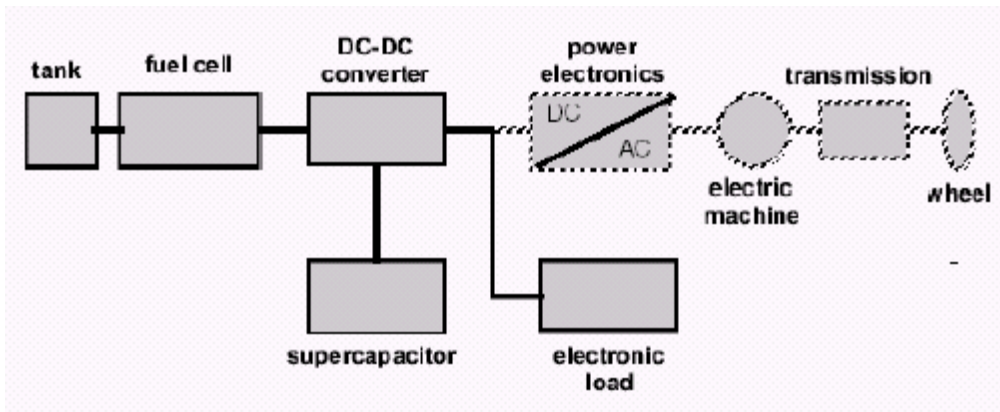 tank
fuel cell
DC-DC
converter
power
electronics
transmission
DC
AC
electric
machine
wheel
supercapacitor
electronic
load